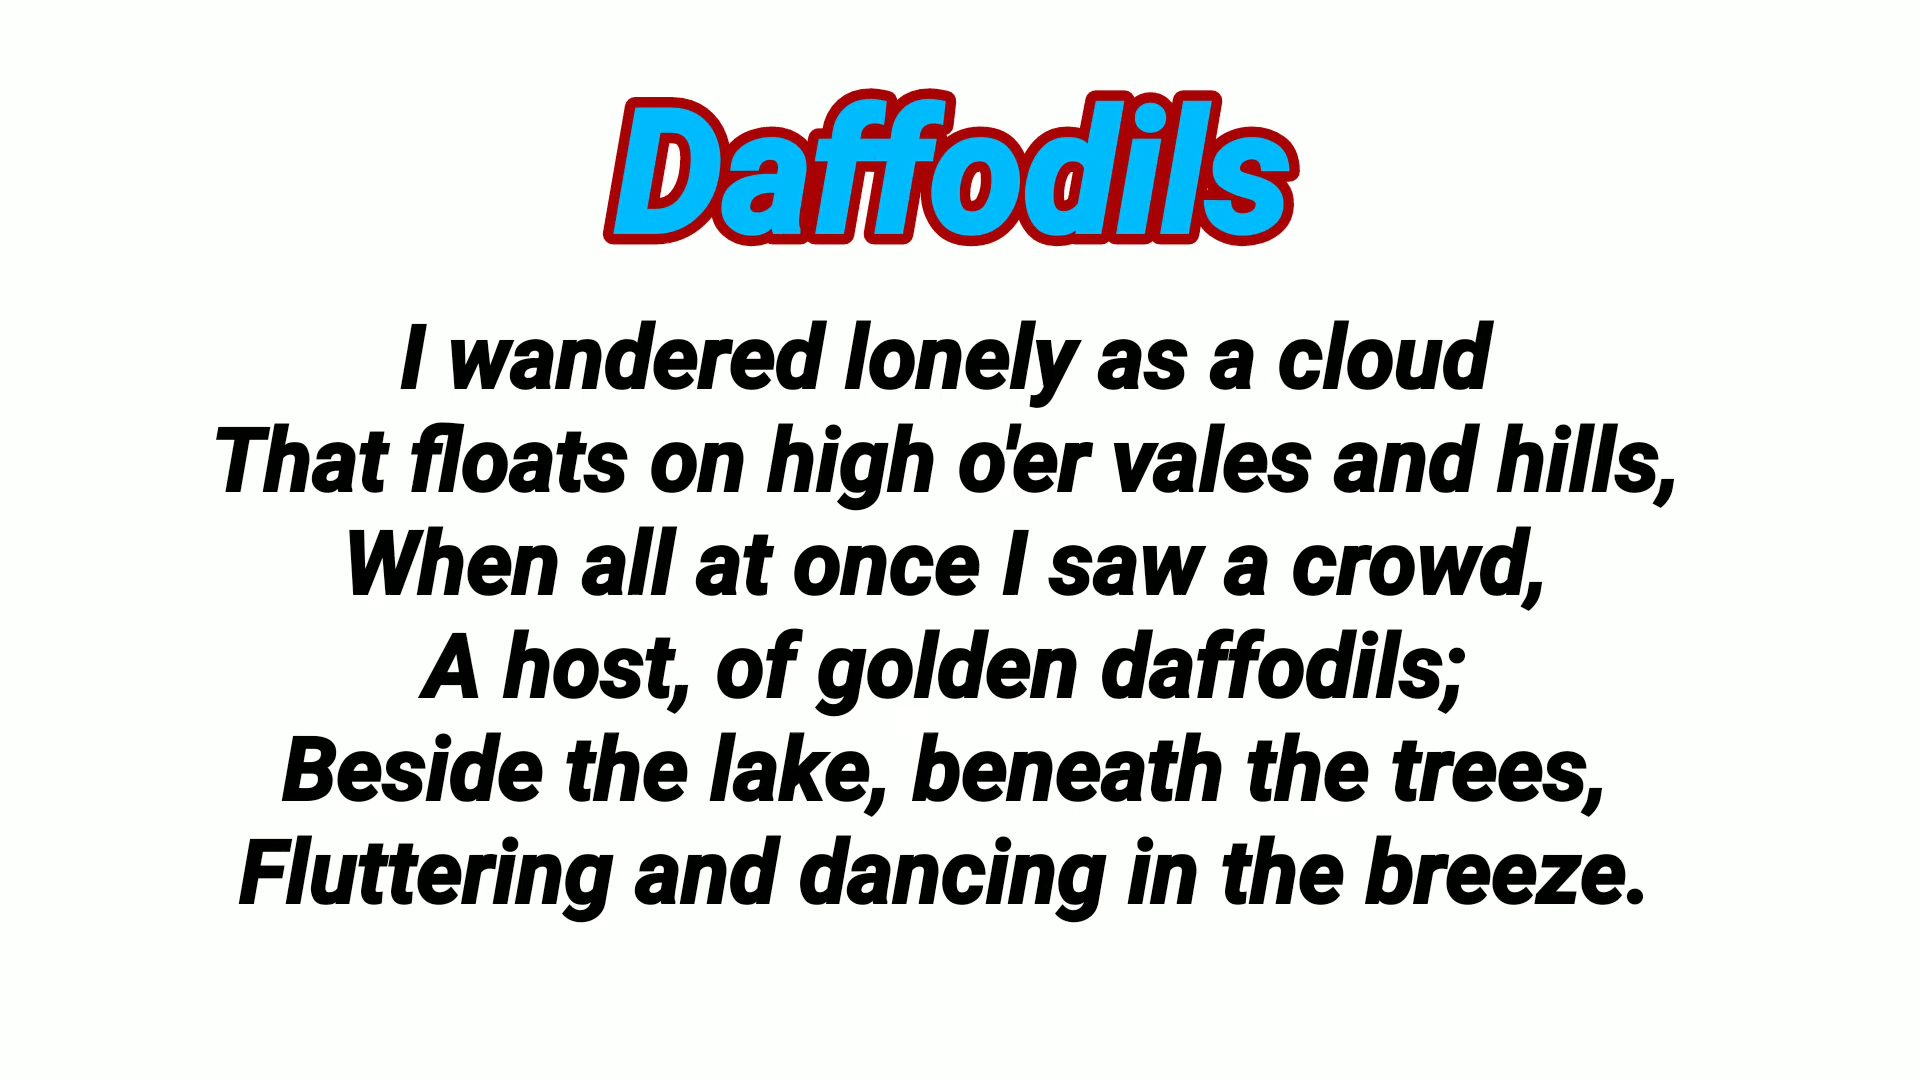 Daffodils
I wandered lonely as a cloud
That floats on high o'er vales and hills,
When all at once I saw a crowd,
A host, of golden daffodils;
Beside the lake, beneath the trees,
Fluttering and dancing in the breeze.